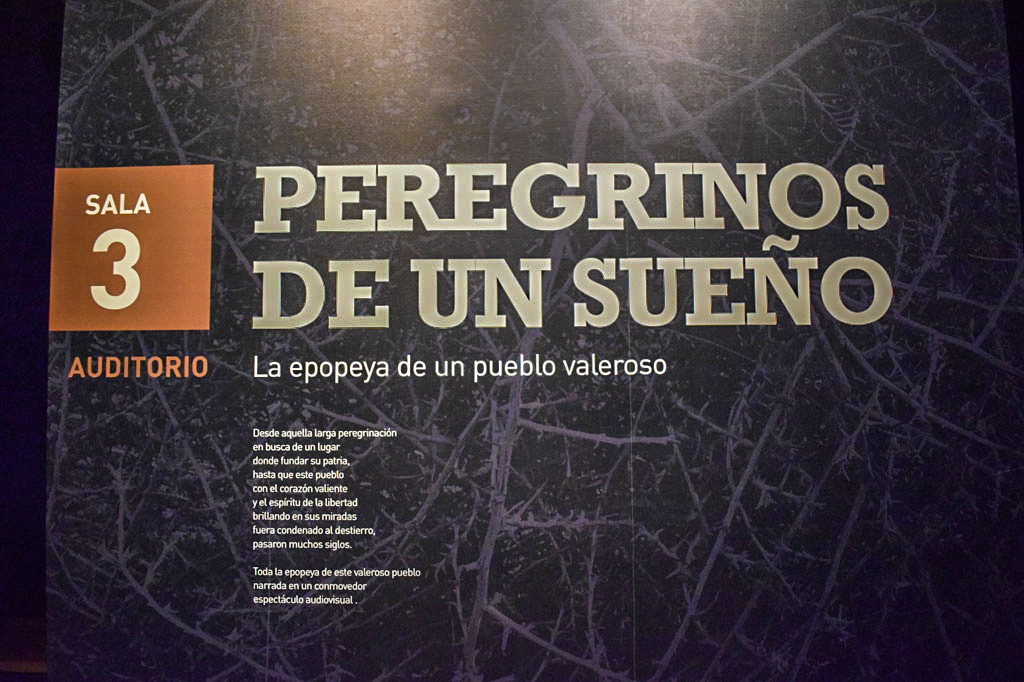 SALA
3
AUDITORIO
PEREGRINOS
DE UN SUEÑO
La epopeya de un pueblo valeroso
Desde aquella larga peregrinación
en busca de un lugar
donde fundar su patria,
hasta que este pueblo
con el corazón valiente
y el espíritu de la libertad
brillando en sus miradas
fuera condenado al destierro,
pasaron muchos siglos.
Toda la epopeya de este valeroso pueblo
narrada en un conmovedor
espectáculo audiovisual .